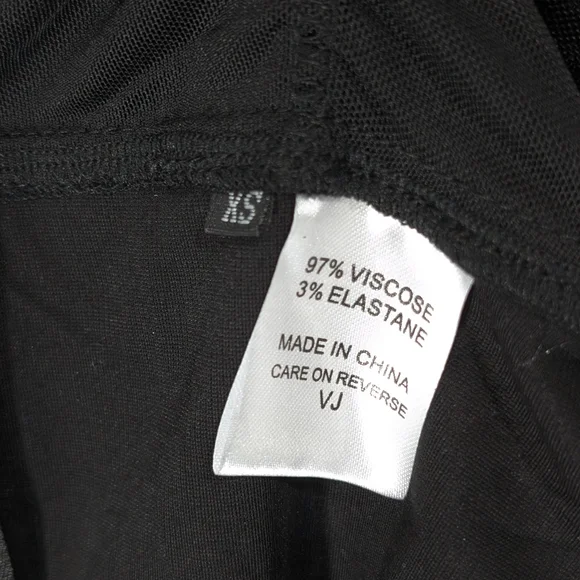 XS
97% VISCOSE
3% ELASTANE
MADE IN CHINA
CARE ON REVERSE
VJ